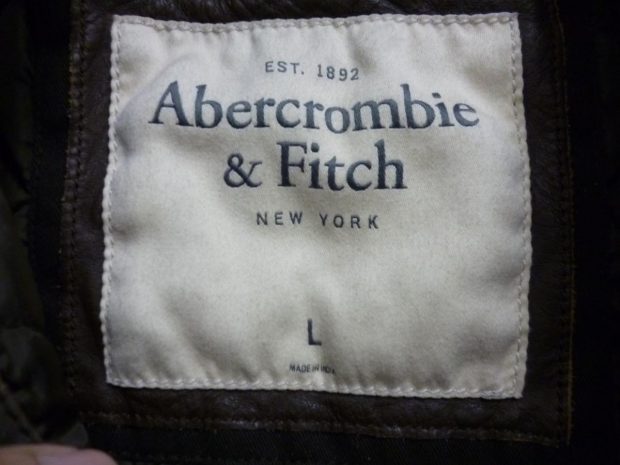 EST. 1892
Abercrombie
& Fitch
NEW YORK
L
MADE IN